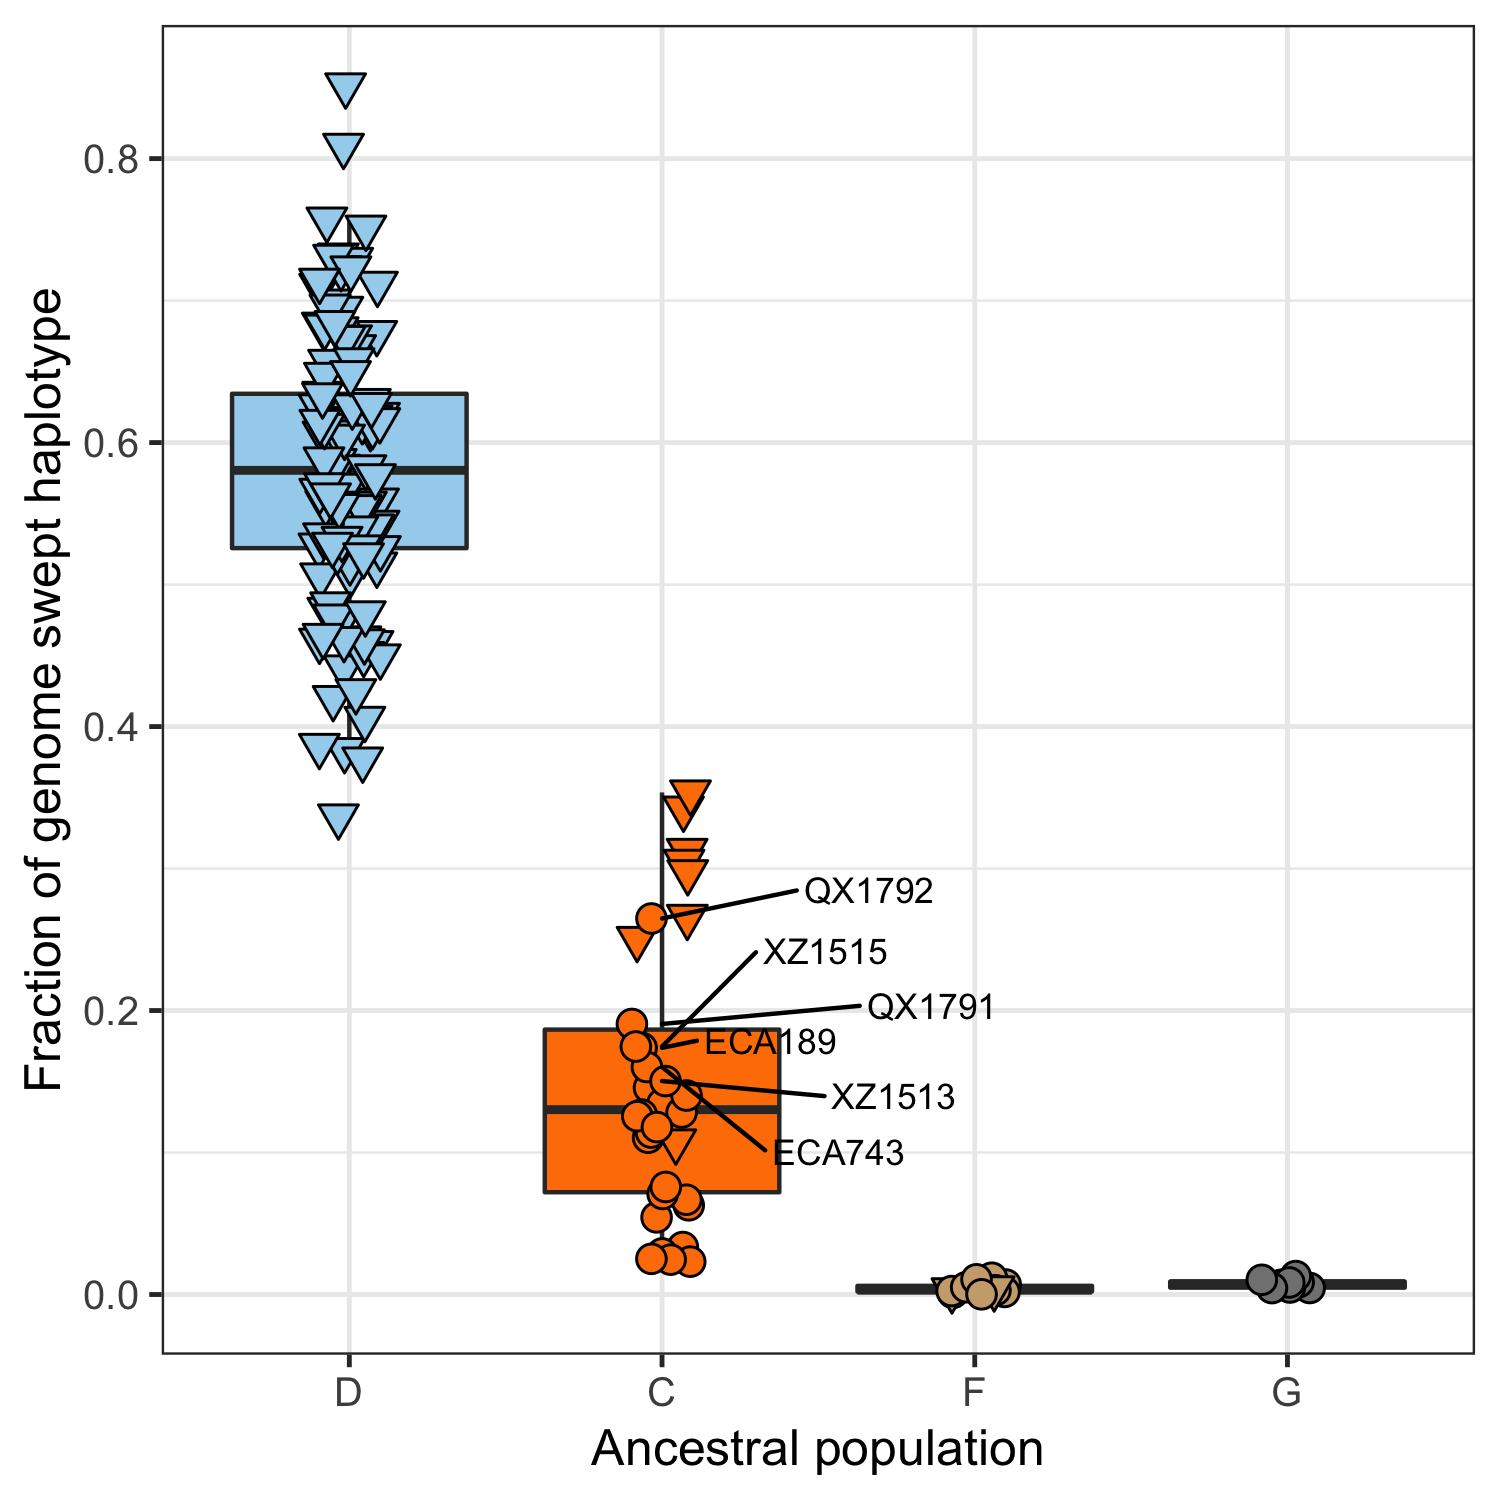 Fraction of genome swept haplotype
0.8
0.6
0.4
0.2
0.0
QX1792
XZ1515
QX1791
ECA189
XZ1513
ECA743
D
C
F
G
Ancestral population